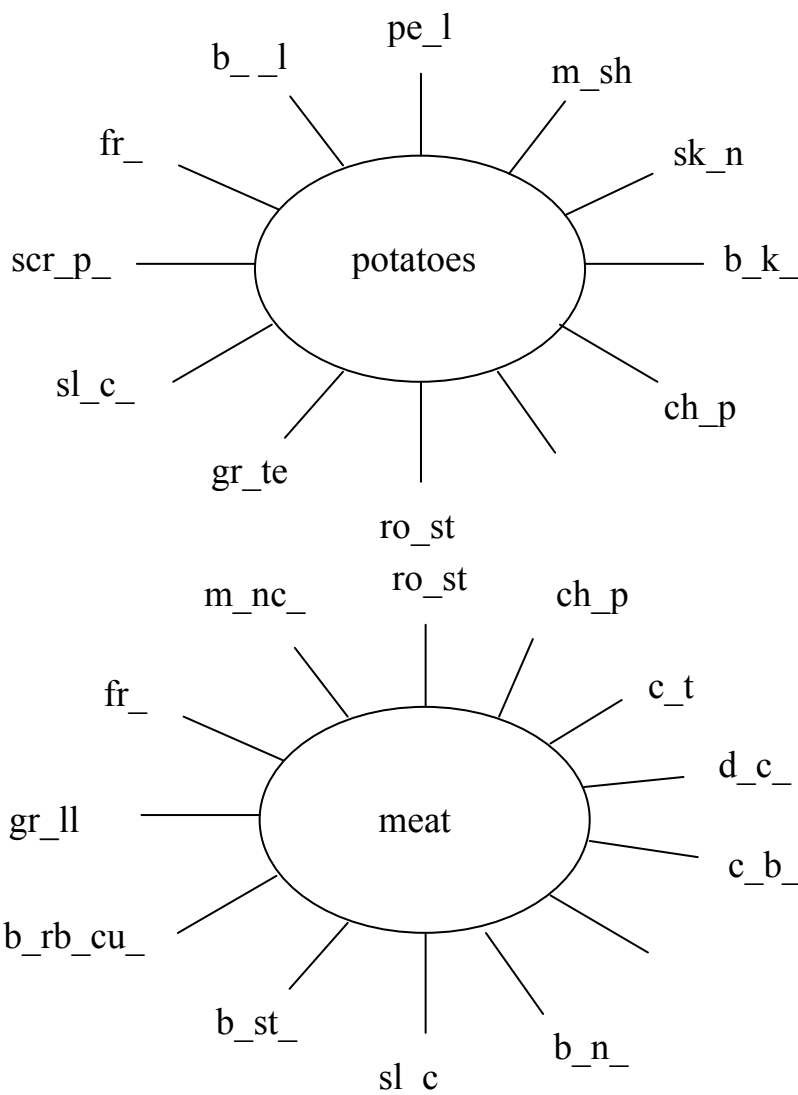 pe_l
b_ _l
m_sh
fr_
sk_n
scr_p_
potatoes
b_k_
sl_c_
ch_p
gr_te
ro_st
ro_st
m_nc_
ch_p
fr_
c_t
d_c_
gr_ll
meat
c_b_
b_rb_cu_
b_st_
b_n_
sl c